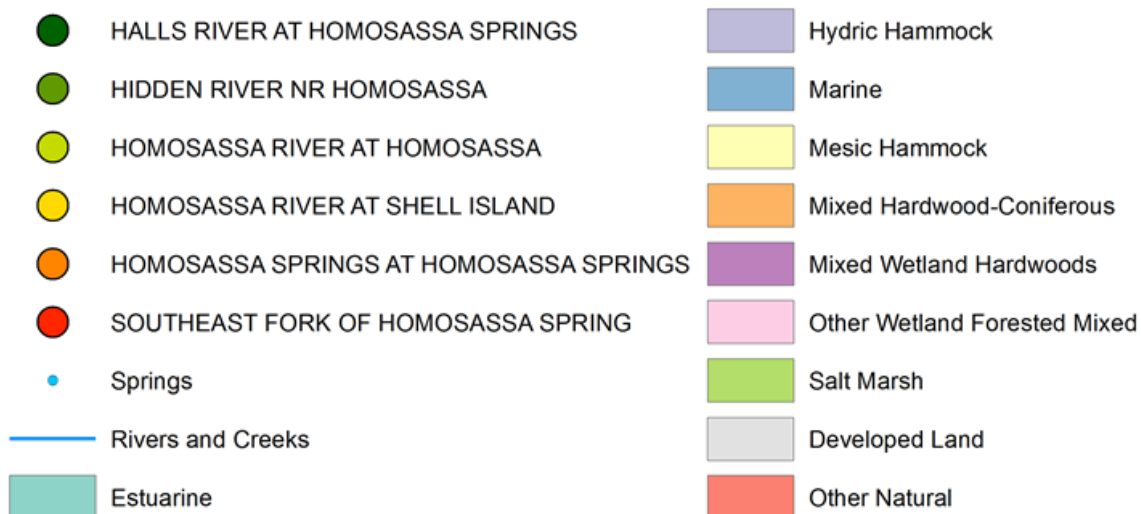 HALLS RIVER AT HOMOSASSA SPRINGS
HIDDEN RIVER NR HOMOSASSA
HOMOSASSA RIVER AT HOMOSASSA
HOMOSASSA RIVER AT SHELL ISLAND
HOMOSASSA SPRINGS AT HOMOSASSA SPRINGS
SOUTHEAST FORK OF HOMOSASSA SPRING
Springs
Rivers and Creeks
Estuarine
Hydric Hammock
Marine
Mesic Hammock
Mixed Hardwood-Coniferous
Mixed Wetland Hardwoods
Other Wetland Forested Mixed
Salt Marsh
Developed Land
Other Natural